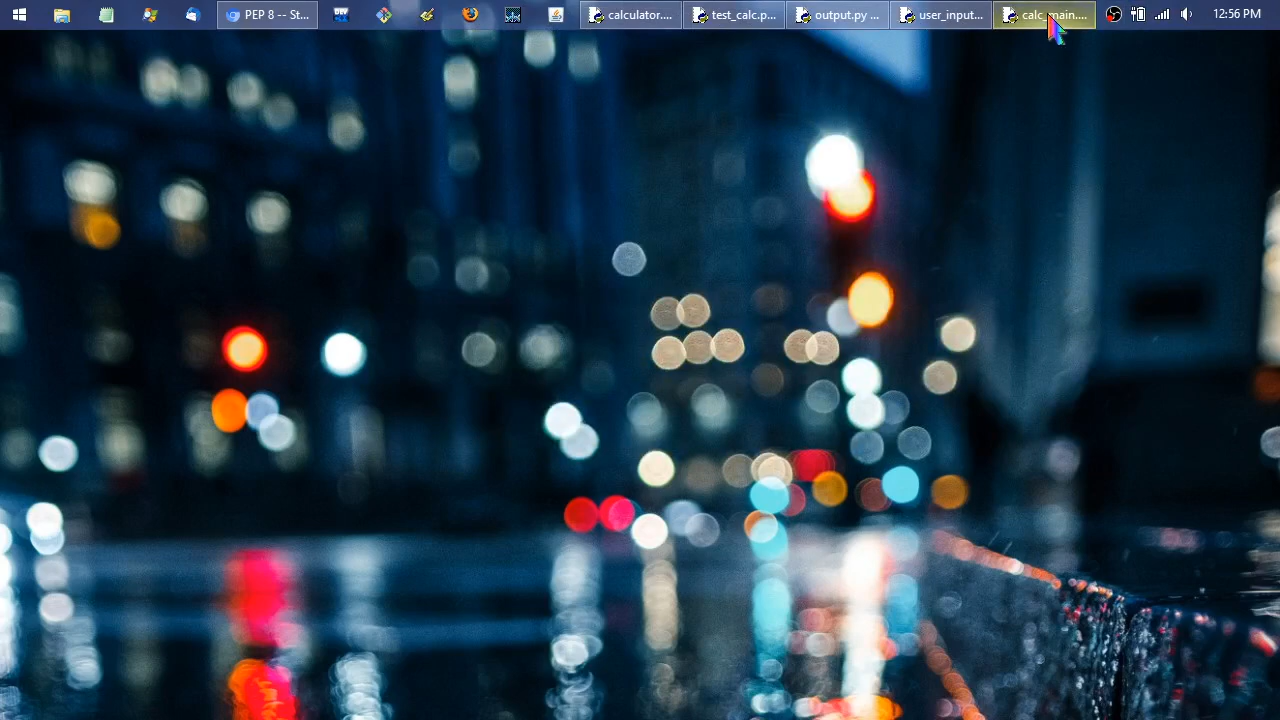 PEP 8 -- St...
calculator....
test_calc.p...
output.py ...
user_input...
calc_main....
12:56 PM